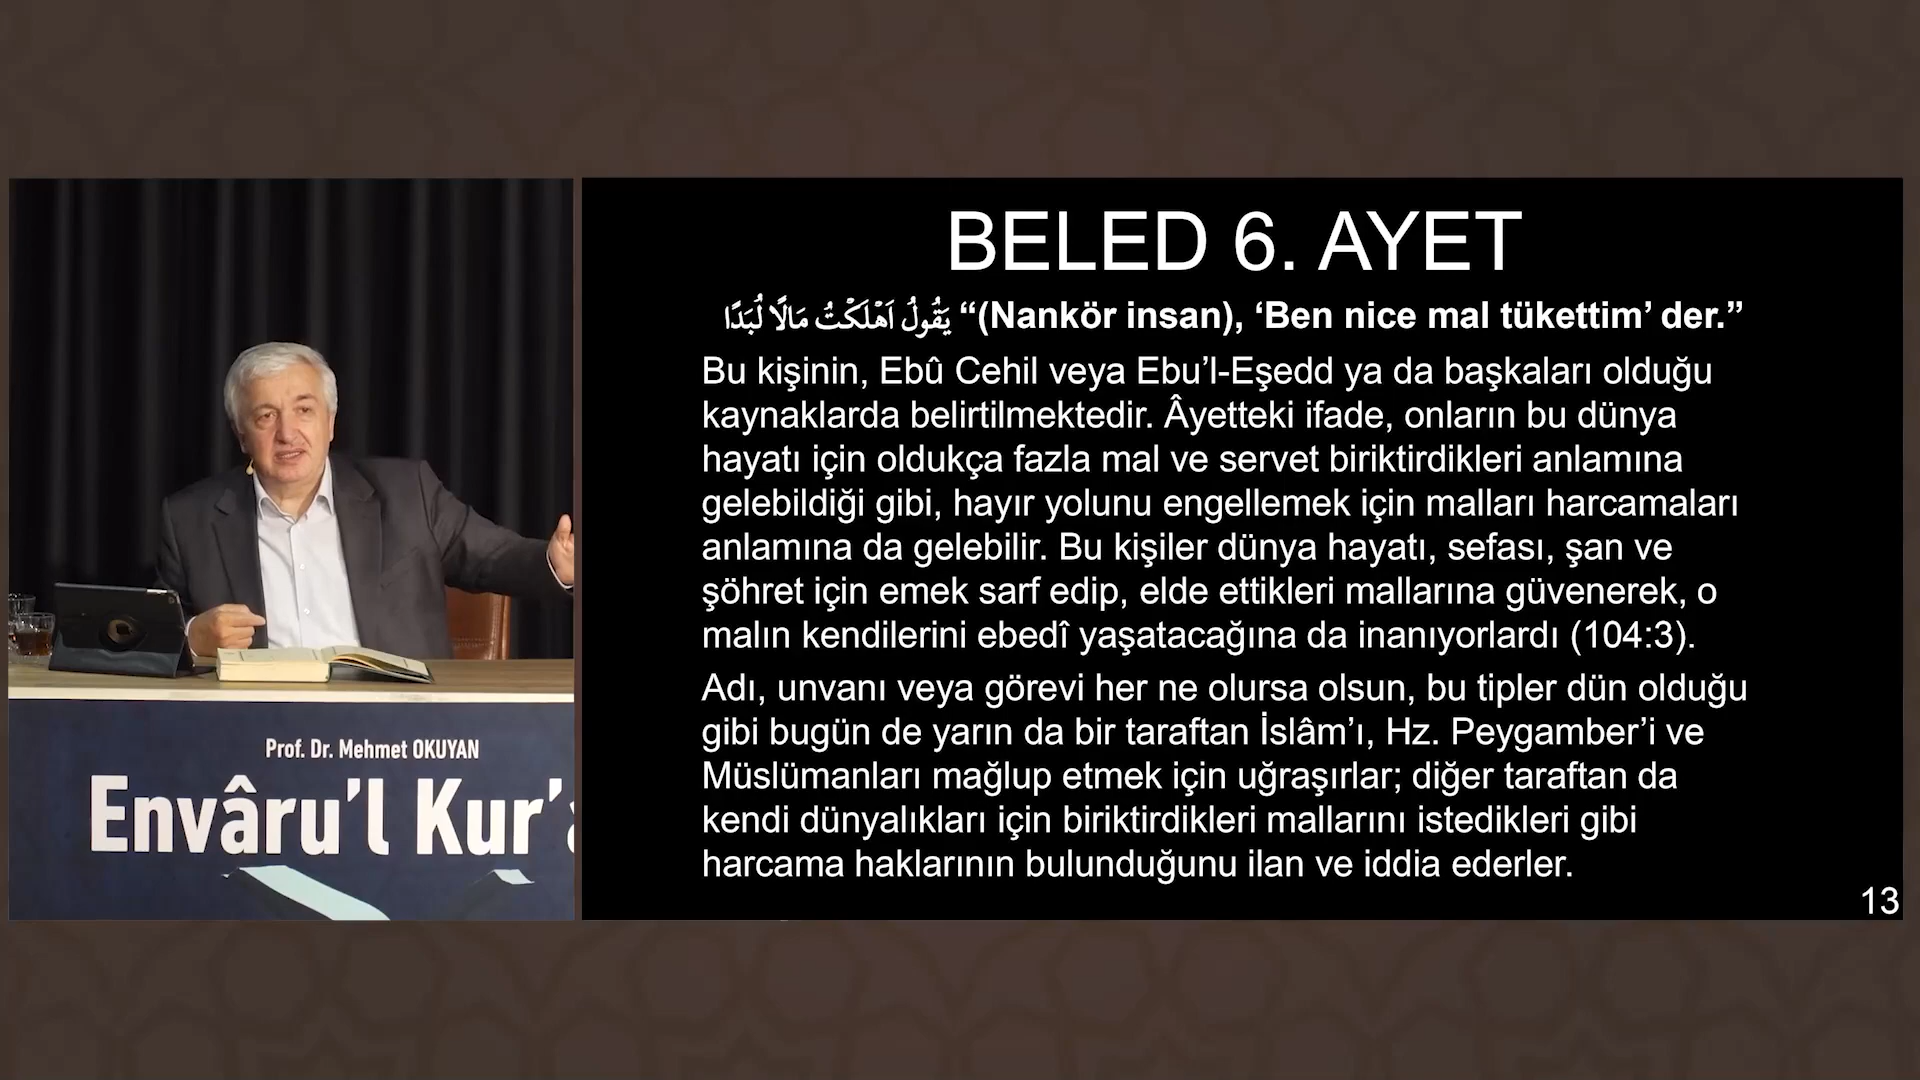 BELED 6. AYET
يَقُولُ اَهْلَكْتُ مَالًا لُبَدًا “(Nankör insan), ‘Ben nice mal tükettim’ der.”
Bu kişinin, Ebû Cehil veya Ebu’l-Eşedd ya da başkaları olduğu
kaynaklarda belirtilmektedir. Âyetteki ifade, onların bu dünya
hayatı için oldukça fazla mal ve servet biriktirdikleri anlamına
gelebildiği gibi, hayır yolunu engellemek için malları harcamaları
anlamına da gelebilir. Bu kişiler dünya hayatı, sefası, şan ve
şöhret için emek sarf edip, elde ettikleri mallarına güvenerek, o
malın kendilerini ebedî yaşatacağına da inanıyorlardı (104:3).
Adı, unvanı veya görevi her ne olursa olsun, bu tipler dün olduğu
gibi bugün de yarın da bir taraftan İslâm’ı, Hz. Peygamber’i ve
Müslümanları mağlup etmek için uğraşırlar; diğer taraftan da
kendi dünyalıkları için biriktirdikleri mallarını istedikleri gibi
harcama haklarının bulunduğunu ilan ve iddia ederler.
13
Prof. Dr. Mehmet OKUYAN
Envâru’l Kur’a